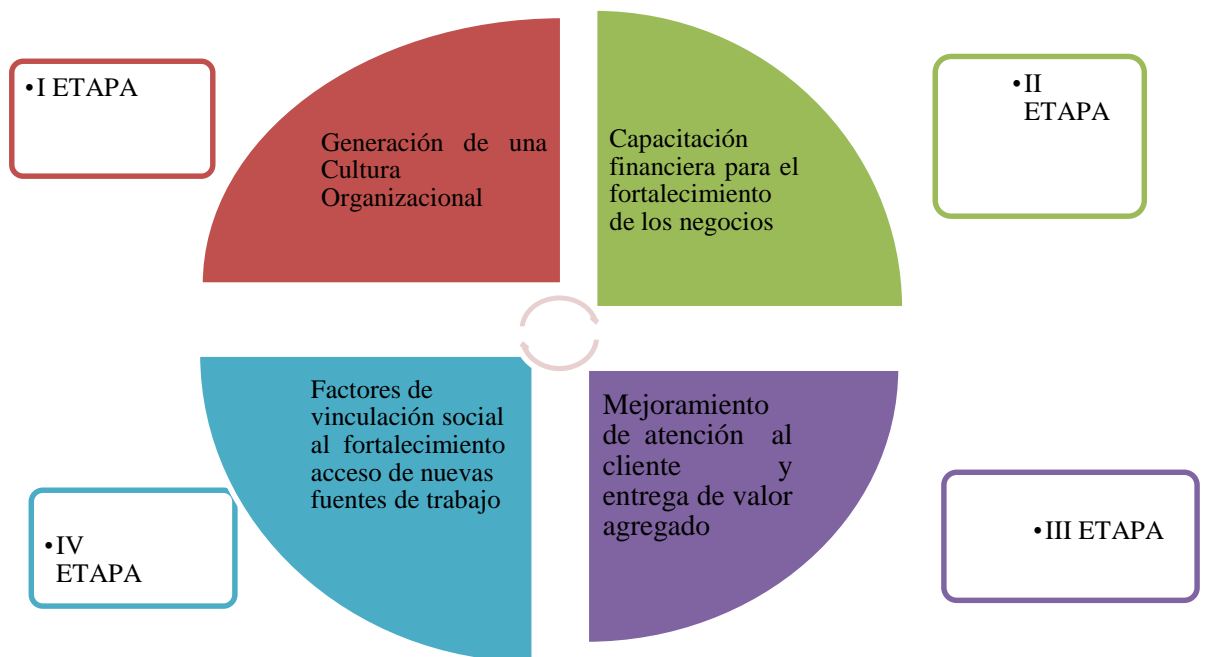 •I ETAPA
Generación de una
Cultura
Organizacional
Capacitación
financiera para el
fortalecimiento
de los negocios
•II
ETAPA
Factores de
vinculación social
al fortalecimiento
acceso de nuevas
fuentes de trabajo
•IV
ETAPA
Mejoramiento
de atención al
cliente y
entrega de valor
agregado
•III ETAPA